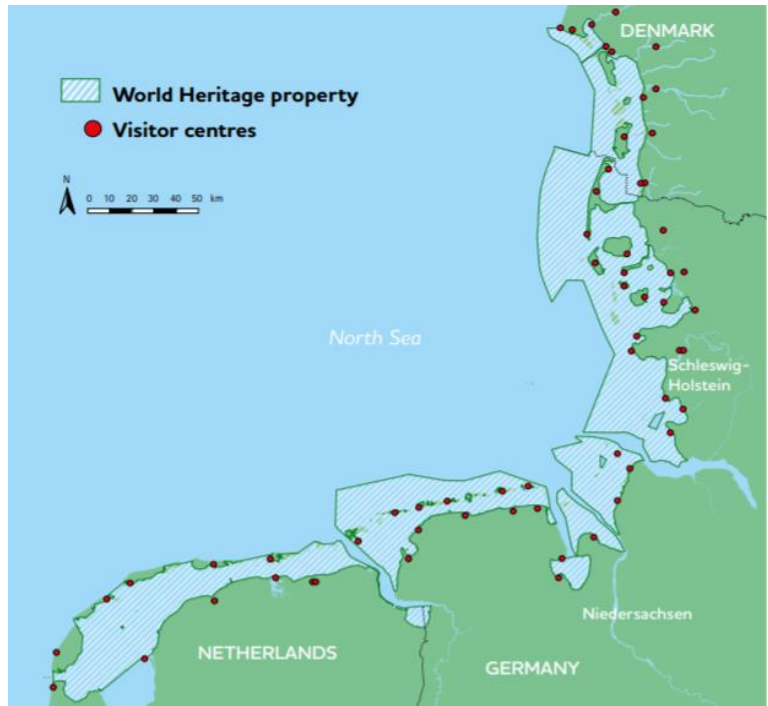 DENMARK
World Heritage property
Visitor centres
N
0 10 20 30 40 50 km
North Sea
Schleswig-
Holstein
Niedersachsen
NETHERLANDS
GERMANY